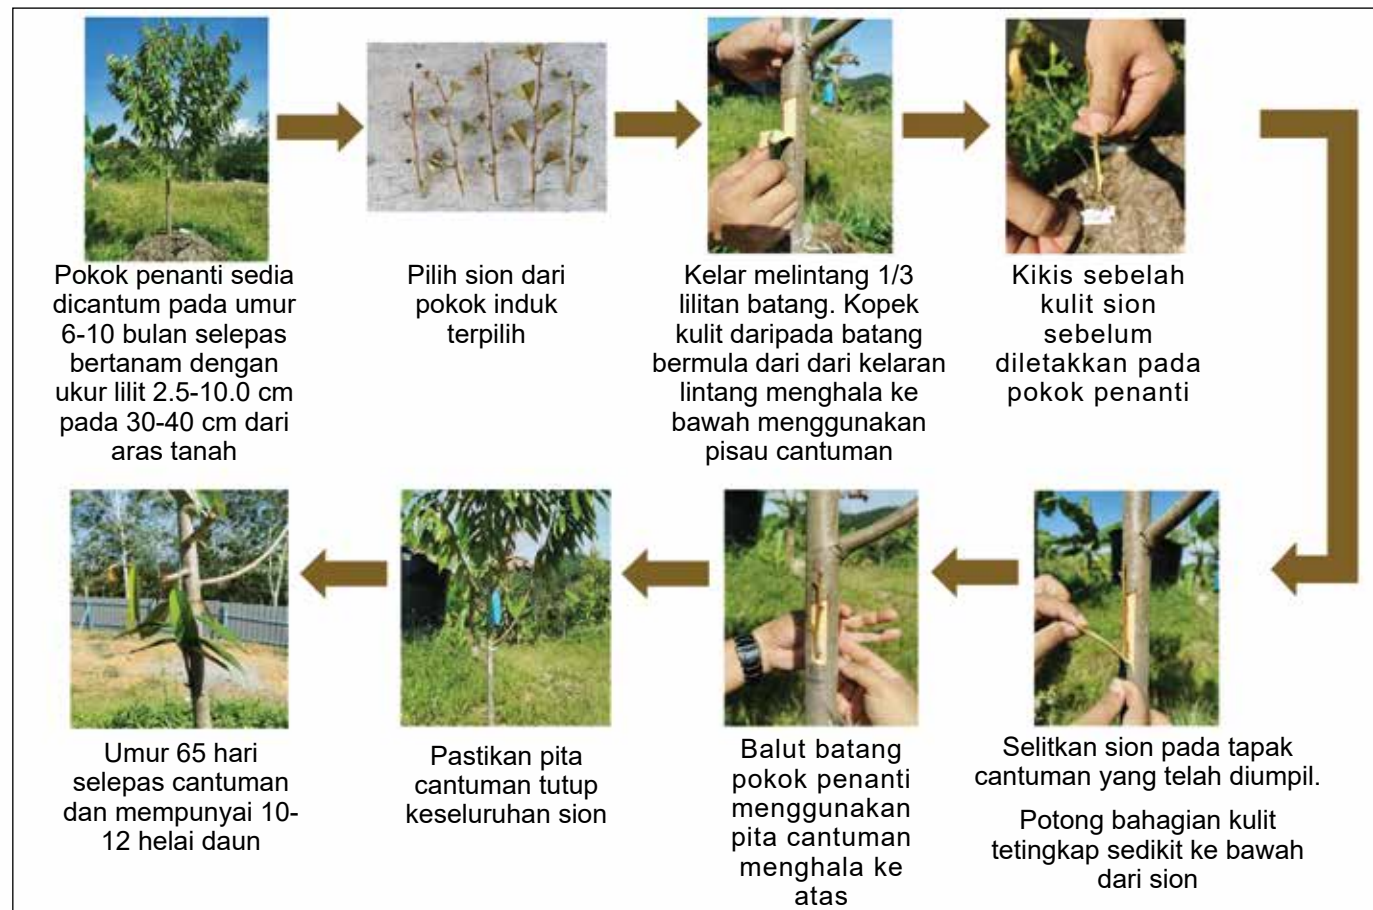 Pokok penanti sedia
dicantum pada umur
6-10 bulan selepas
bertanam dengan
ukur lilit 2.5-10.0 cm
pada 30-40 cm dari
aras tanah
Pilih sion dari
pokok induk
terpilih
Kelar melintang 1/3
lilitan batang. Kopek
kulit daripada batang
bermula dari dari kelaran
lintang menghala ke
bawah menggunakan
pisau cantuman
Kikis sebelah
kulit sion
sebelum
diletakkan pada
pokok penanti
Selitkan sion pada tapak
cantuman yang telah diumpil.
Potong bahagian kulit
tetingkap sedikit ke bawah
dari sion
Balut batang
pokok penanti
menggunakan
pita cantuman
menghala ke
atas
Pastikan pita
cantuman tutup
keseluruhan sion
Umur 65 hari
selepas cantuman
dan mempunyai 10-
12 helai daun